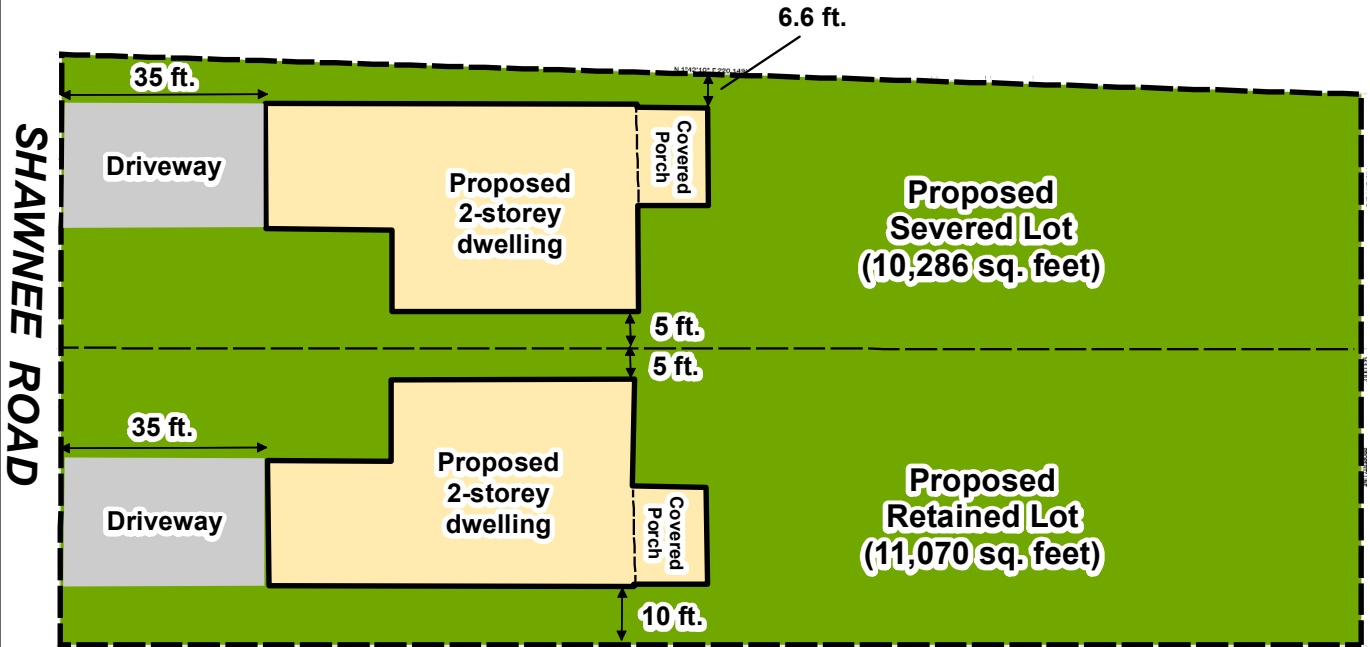 6.6 ft.
35 ft.
SHAWNEE ROAD
Driveway
Proposed
2-storey
dwelling
Covered
Porch
Proposed
Severed Lot
(10,286 sq. feet)
5 ft.
5 ft.
35 ft.
Driveway
Proposed
2-storey
dwelling
Covered
Porch
Proposed
Retained Lot
(11,070 sq. feet)
10 ft.